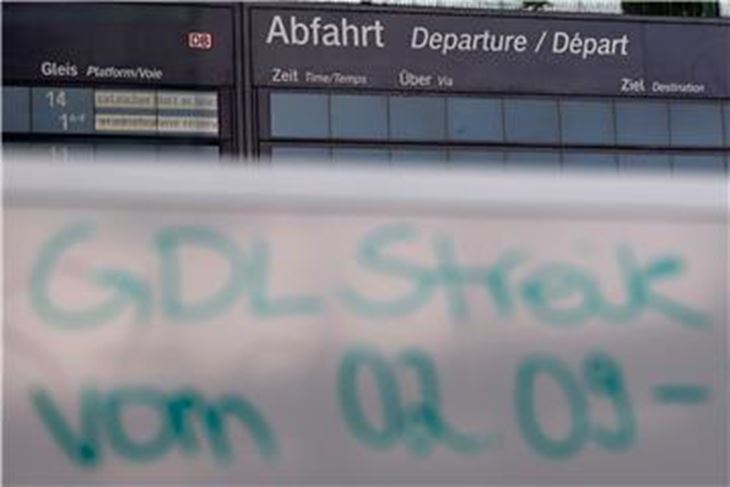 DB
Abfahrt Departure / Départ
Gleis Platform/Voie
Zeit Time/Temps Über Via Ziel Destination
14
GDL Streik
vom 02.09-